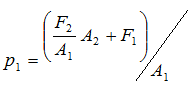 p₁ = (F₂/A₁ A₂ + F₁) / A₁